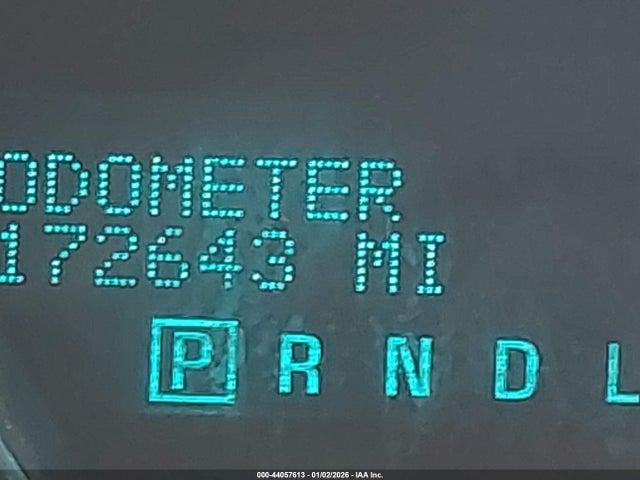 ODOMETER
172643 MI
P R N D L
000-44057613 - 01/02/2026 - IAA Inc.